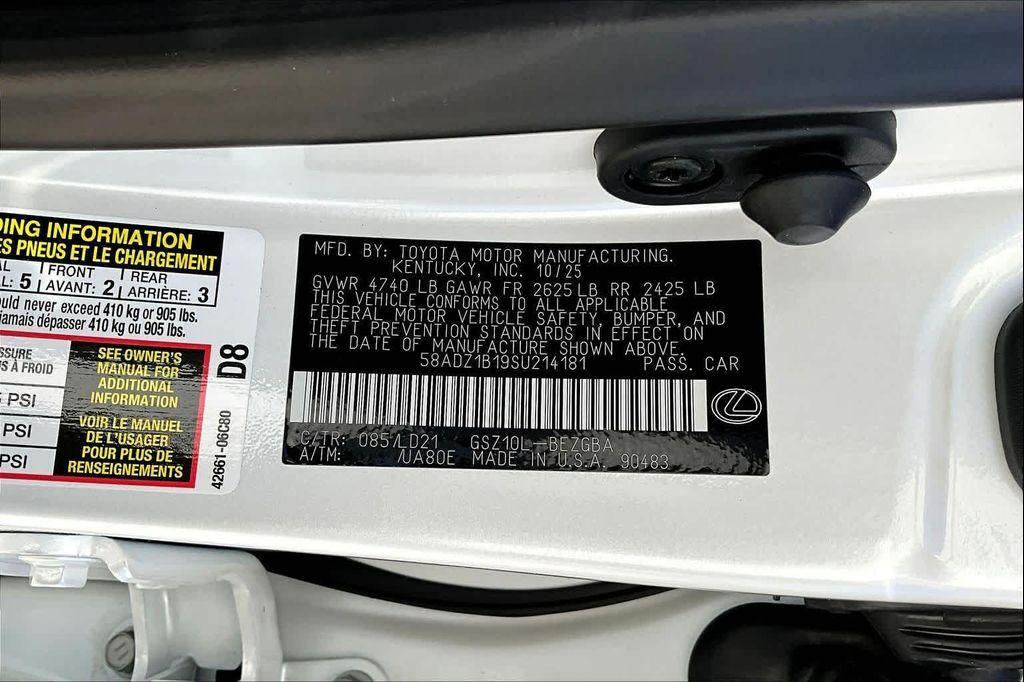 ING INFORMATION
ES PNEUS ET LE CHARGEMENT
FRONT REAR
: 5 AVANT: 2 ARRIÈRE: 3
ould never exceed 410 kg or 905 lbs.
jamais dépasser 410 kg ou 905 lbs.
À FROID
PSI
PSI
PSI
SEE OWNER'S
MANUAL FOR
ADDITIONAL
INFORMATION
VOIR LE MANUEL
DE L'USAGER
POUR PLUS DE
RENSEIGNEMENTS
D8
42661-06C80
MFD. BY: TOYOTA MOTOR MANUFACTURING.
KENTUCKY, INC. 10/25
GVWR 4740 LB GAWR FR 2625 LB RR 2425 LB
THIS VEHICLE CONFORMS TO ALL APPLICABLE
FEDERAL MOTOR VEHICLE SAFETY, BUMPER, AND
THEFT PREVENTION STANDARDS IN EFFECT ON
THE DATE OF MANUFACTURE SHOWN ABOVE.
58ADZ1B19SU214181 PASS. CAR
C/TR: 085/LD21 GSZ10L-BEZGBA
A/TM: /UA80E MADE IN U.S.A. 90483